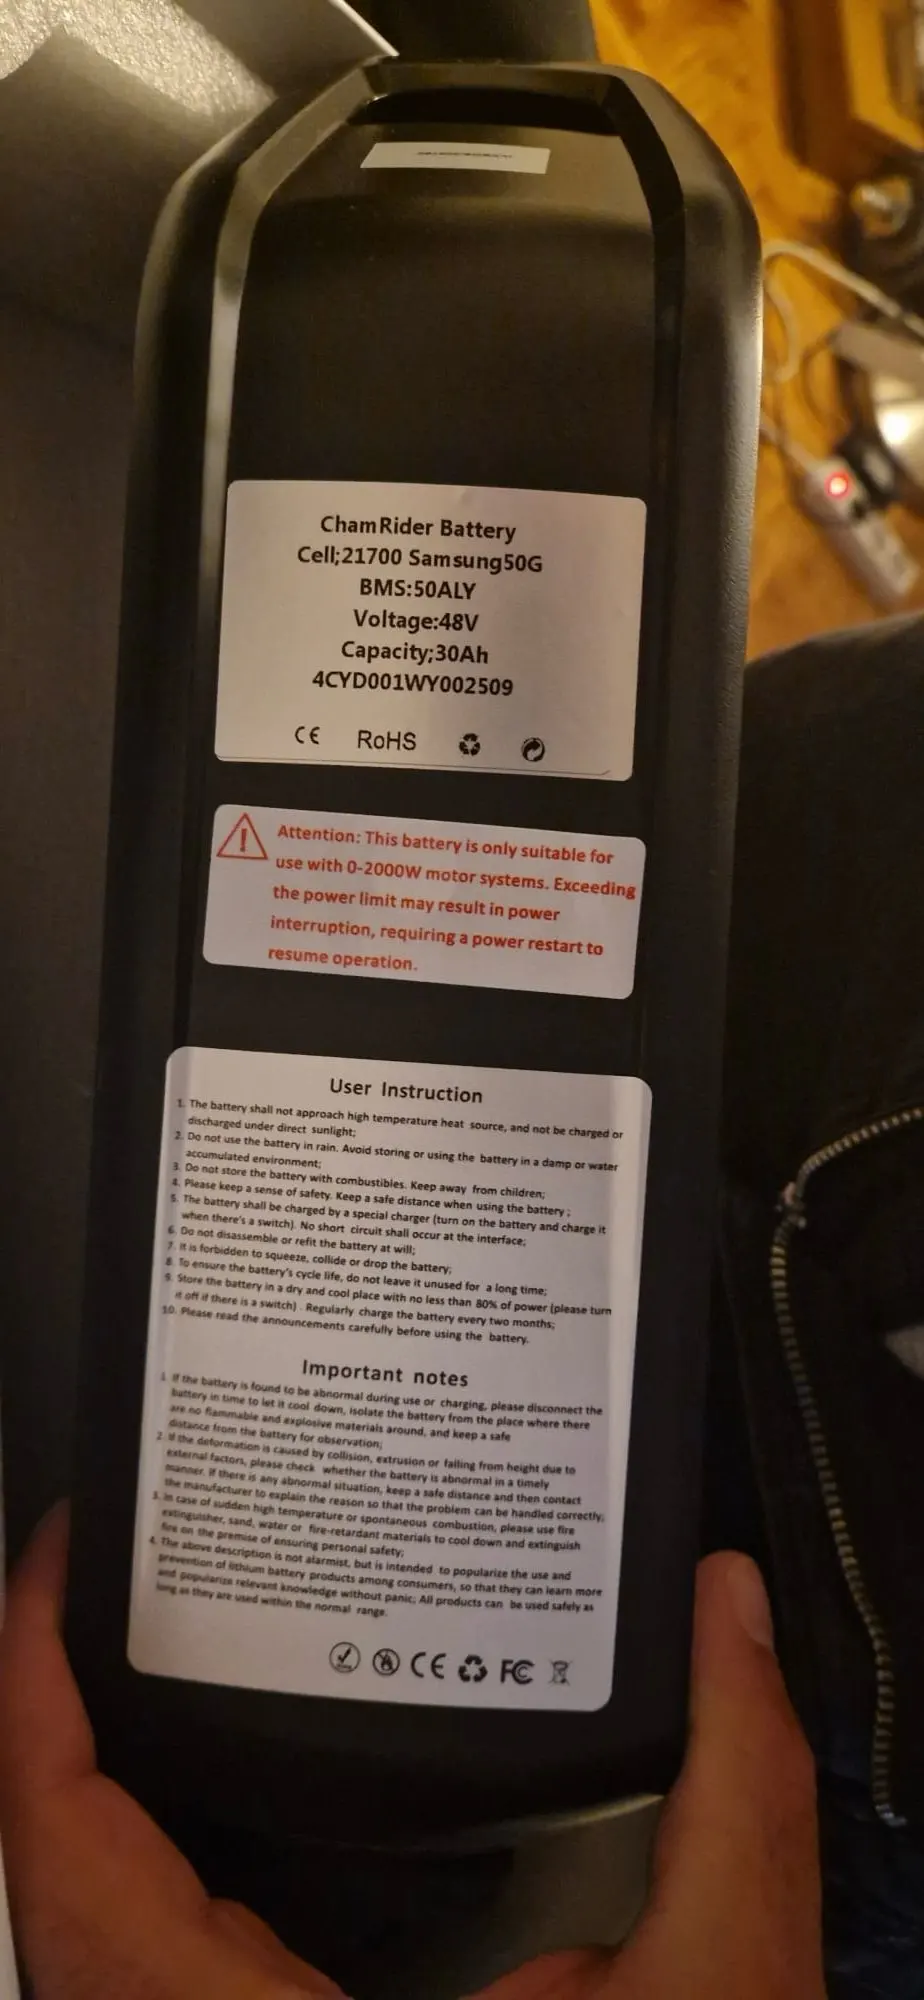 ChamRider Battery
Cell;21700 Samsung50G
BMS:50ALY
Voltage:48V
Capacity;30Ah
4CYD001WY002509
CE RoHS
Attention: This battery is only suitable for
use with 0-2000W motor systems. Exceeding
the power limit may result in power
interruption, requiring a power restart to
resume operation.
User Instruction
1. The battery shall not approach high temperature heat source, and not be charged or
discharged under direct sunlight;
2. Do not use the battery in rain. Avoid storing or using the battery in a damp or water
accumulated environment;
3. Do not store the battery with combustibles. Keep away from children;
4. Please keep a sense of safety. Keep a safe distance when using the battery ;
5. The battery shall be charged by a special charger (turn on the battery and charge it
when there's a switch). No short circuit shall occur at the interface;
6. Do not disassemble or refit the battery at will;
7. It is forbidden to squeeze, collide or drop the battery;
8. To ensure the battery's cycle life, do not leave it unused for a long time;
9. Store the battery in a dry and cool place with no less than 80% of power (please turn
it off if there is a switch) . Regularly charge the battery every two months;
10. Please read the announcements carefully before using the battery.
Important notes
1. If the battery is found to be abnormal during use or charging, please disconnect the
battery in time to let it cool down, isolate the battery from the place where there
are no flammable and explosive materials around, and keep a safe
distance from the battery for observation;
2. If the deformation is caused by collision, extrusion or falling from height due to
external factors, please check whether the battery is abnormal in a timely
manner. If there is any abnormal situation, keep a safe distance and then contact
the manufacturer to explain the reason so that the problem can be handled correctly;
3. In case of sudden high temperature or spontaneous combustion, please use fire
extinguisher, sand, water or fire-retardant materials to cool down and extinguish
fire on the premise of ensuring personal safety;
4. The above description is not alarmist, but is intended to popularize the use and
prevention of lithium battery products among consumers, so that they can learn more
and popularize relevant knowledge without panic; All products can be used safely as
long as they are used within the normal range.
CE FC